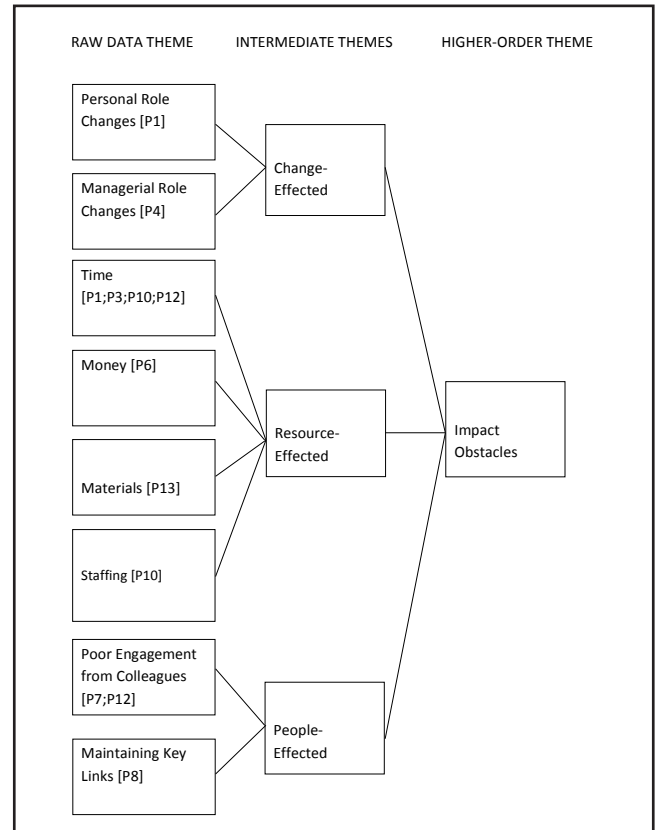 RAW DATA THEME INTERMEDIATE THEMES HIGHER-ORDER THEME
Personal Role
Changes [P1]
Managerial Role
Changes [P4]
Time
[P1;P3;P10;P12]
Money [P6]
Materials [P13]
Staffing [P10]
Poor Engagement
from Colleagues
[P7;P12]
Maintaining Key
Links [P8]
Change-
Effected
Resource-
Effected
People-
Effected
Impact
Obstacles